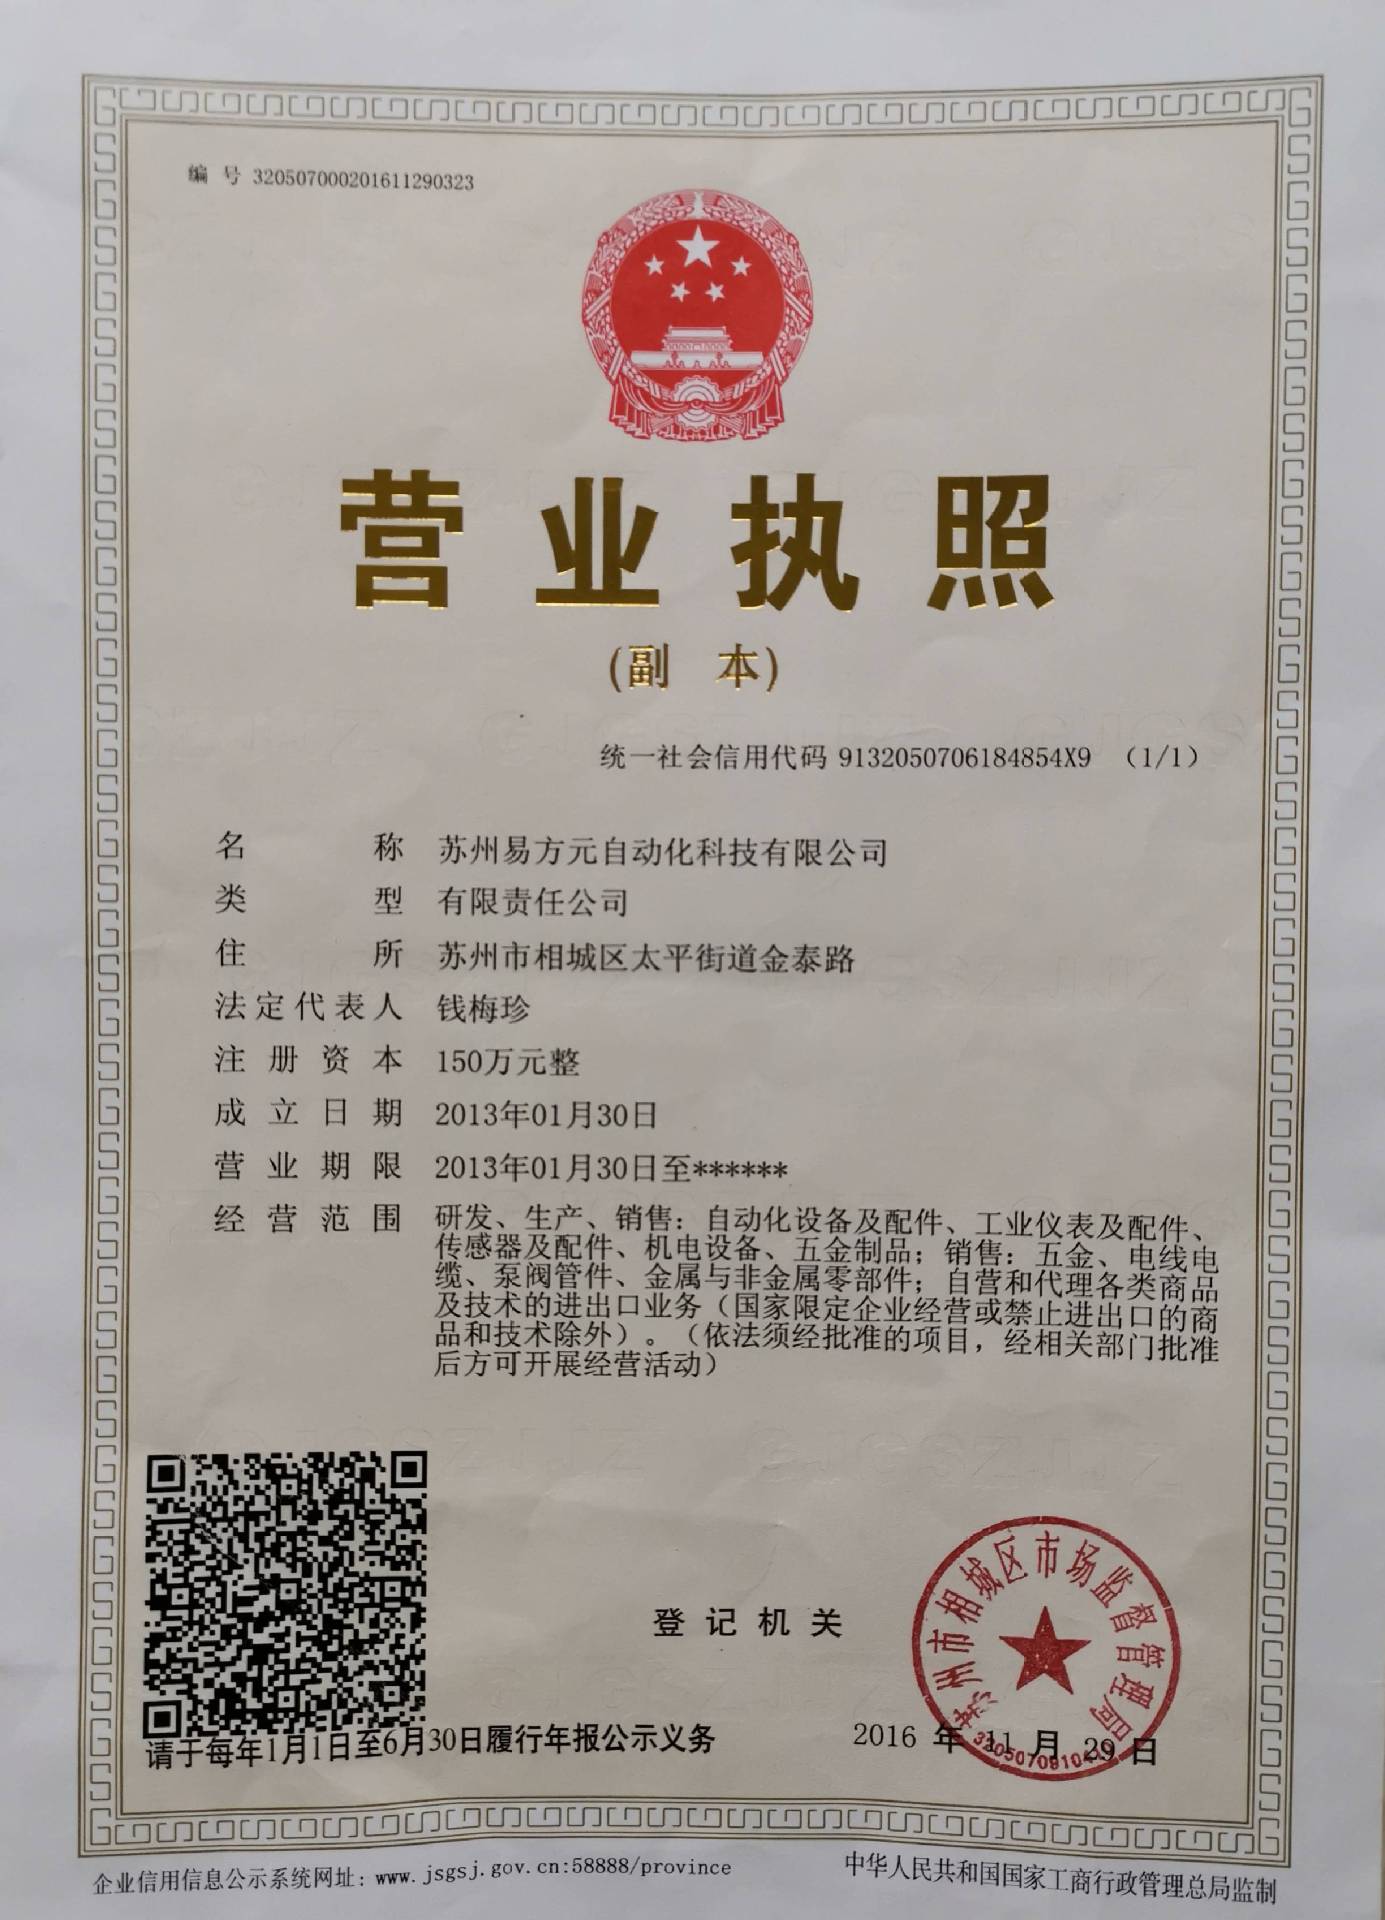 编 号 320507000201611290323
营业执照
(副 本)
统一社会信用代码 9132050706184854X9 （1/1）
名 称 苏州易方元自动化科技有限公司
类 型 有限责任公司
住 所 苏州市相城区太平街道金泰路
法定代表人 钱梅珍
注册资本 150万元整
成立日期 2013年01月30日
营业期限 2013年01月30日至******
经营范围 研发、生产、销售：自动化设备及配件、工业仪表及配件、
传感器及配件、机电设备、五金制品；销售：五金、电线电
缆、泵阀管件、金属与非金属零部件；自营和代理各类商品
及技术的进出口业务（国家限定企业经营或禁止进出口的商
品和技术除外）。（依法须经批准的项目，经相关部门批准
后方可开展经营活动）
登记机关
苏州市相城区市场监督管理局
请于每年1月1日至6月30日履行年报公示义务
2016 年 11 月 29 日
企业信用信息公示系统网址：www.jsgsj.gov.cn:58888/province
中华人民共和国国家工商行政管理总局监制